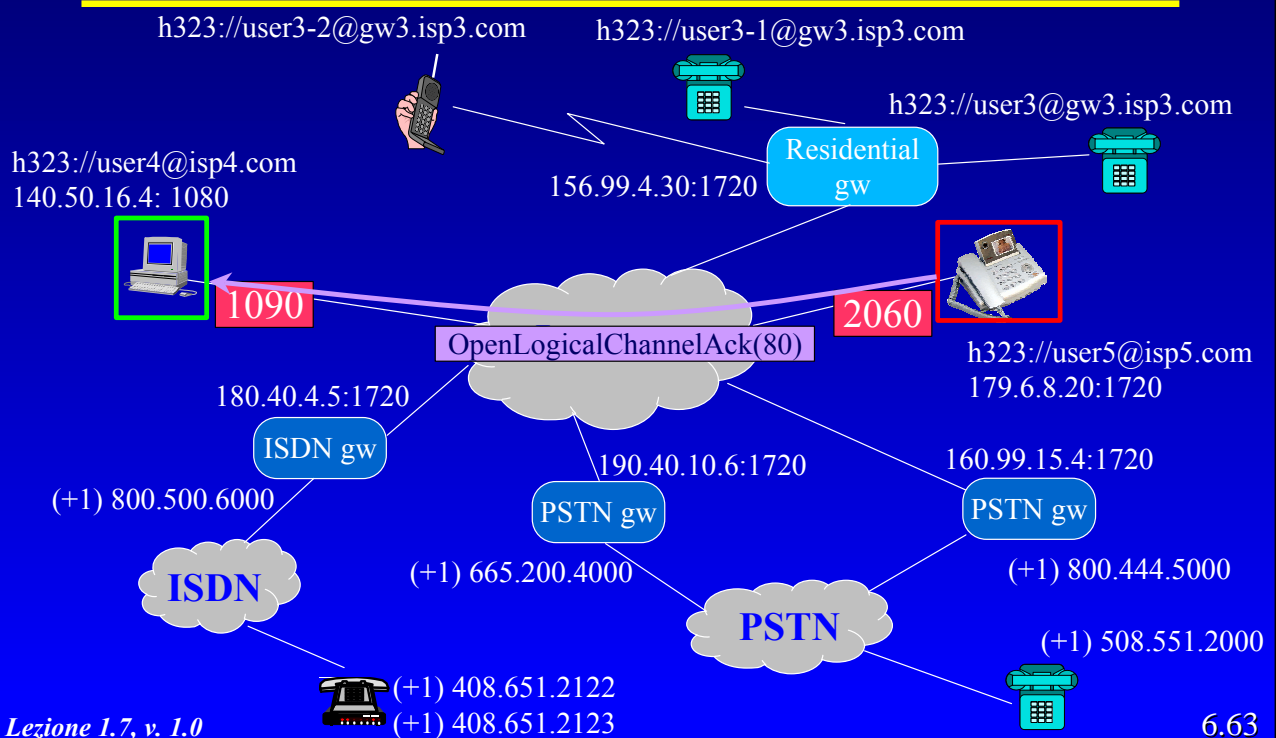 h323://user3-2@gw3.isp3.com
h323://user3-1@gw3.isp3.com
h323://user3@gw3.isp3.com
Residential
gw
156.99.4.30:1720
h323://user4@isp4.com
140.50.16.4: 1080
1090
2060
OpenLogicalChannelAck(80)
h323://user5@isp5.com
179.6.8.20:1720
180.40.4.5:1720
ISDN gw
(+1) 800.500.6000
190.40.10.6:1720
PSTN gw
(+1) 665.200.4000
160.99.15.4:1720
PSTN gw
(+1) 800.444.5000
ISDN
PSTN
(+1) 508.551.2000
(+1) 408.651.2122
(+1) 408.651.2123
Lezione 1.7, v. 1.0
6.63